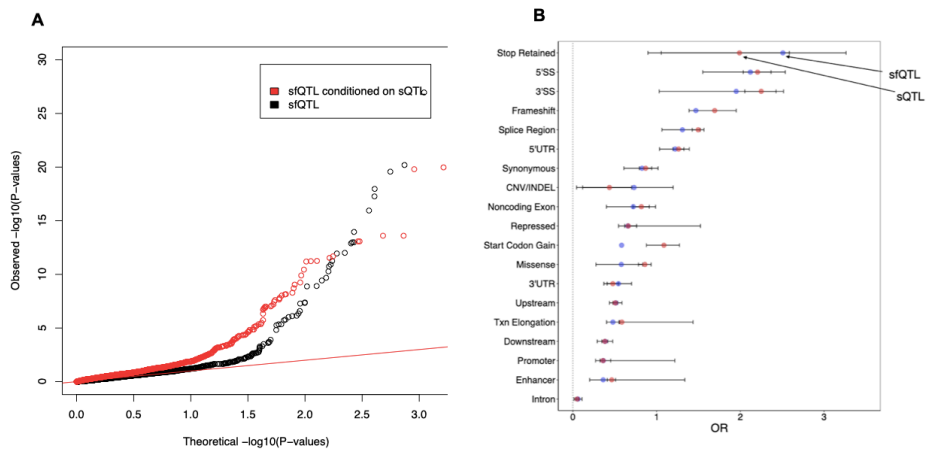 A
30
25
20
15
10
5
0
Observed −log10(P−values)
sfQTL conditioned on sQTL
sfQTL
0.0 0.5 1.0 1.5 2.0 2.5 3.0
Theoretical −log10(P−values)
B
Stop Retained
5'SS
3'SS
Frameshift
Splice Region
5'UTR
Synonymous
CNV/INDEL
Noncoding Exon
Repressed
Start Codon Gain
Missense
3'UTR
Upstream
Txn Elongation
Downstream
Promoter
Enhancer
Intron
sfQTL
sQTL
0 1 2 3
OR